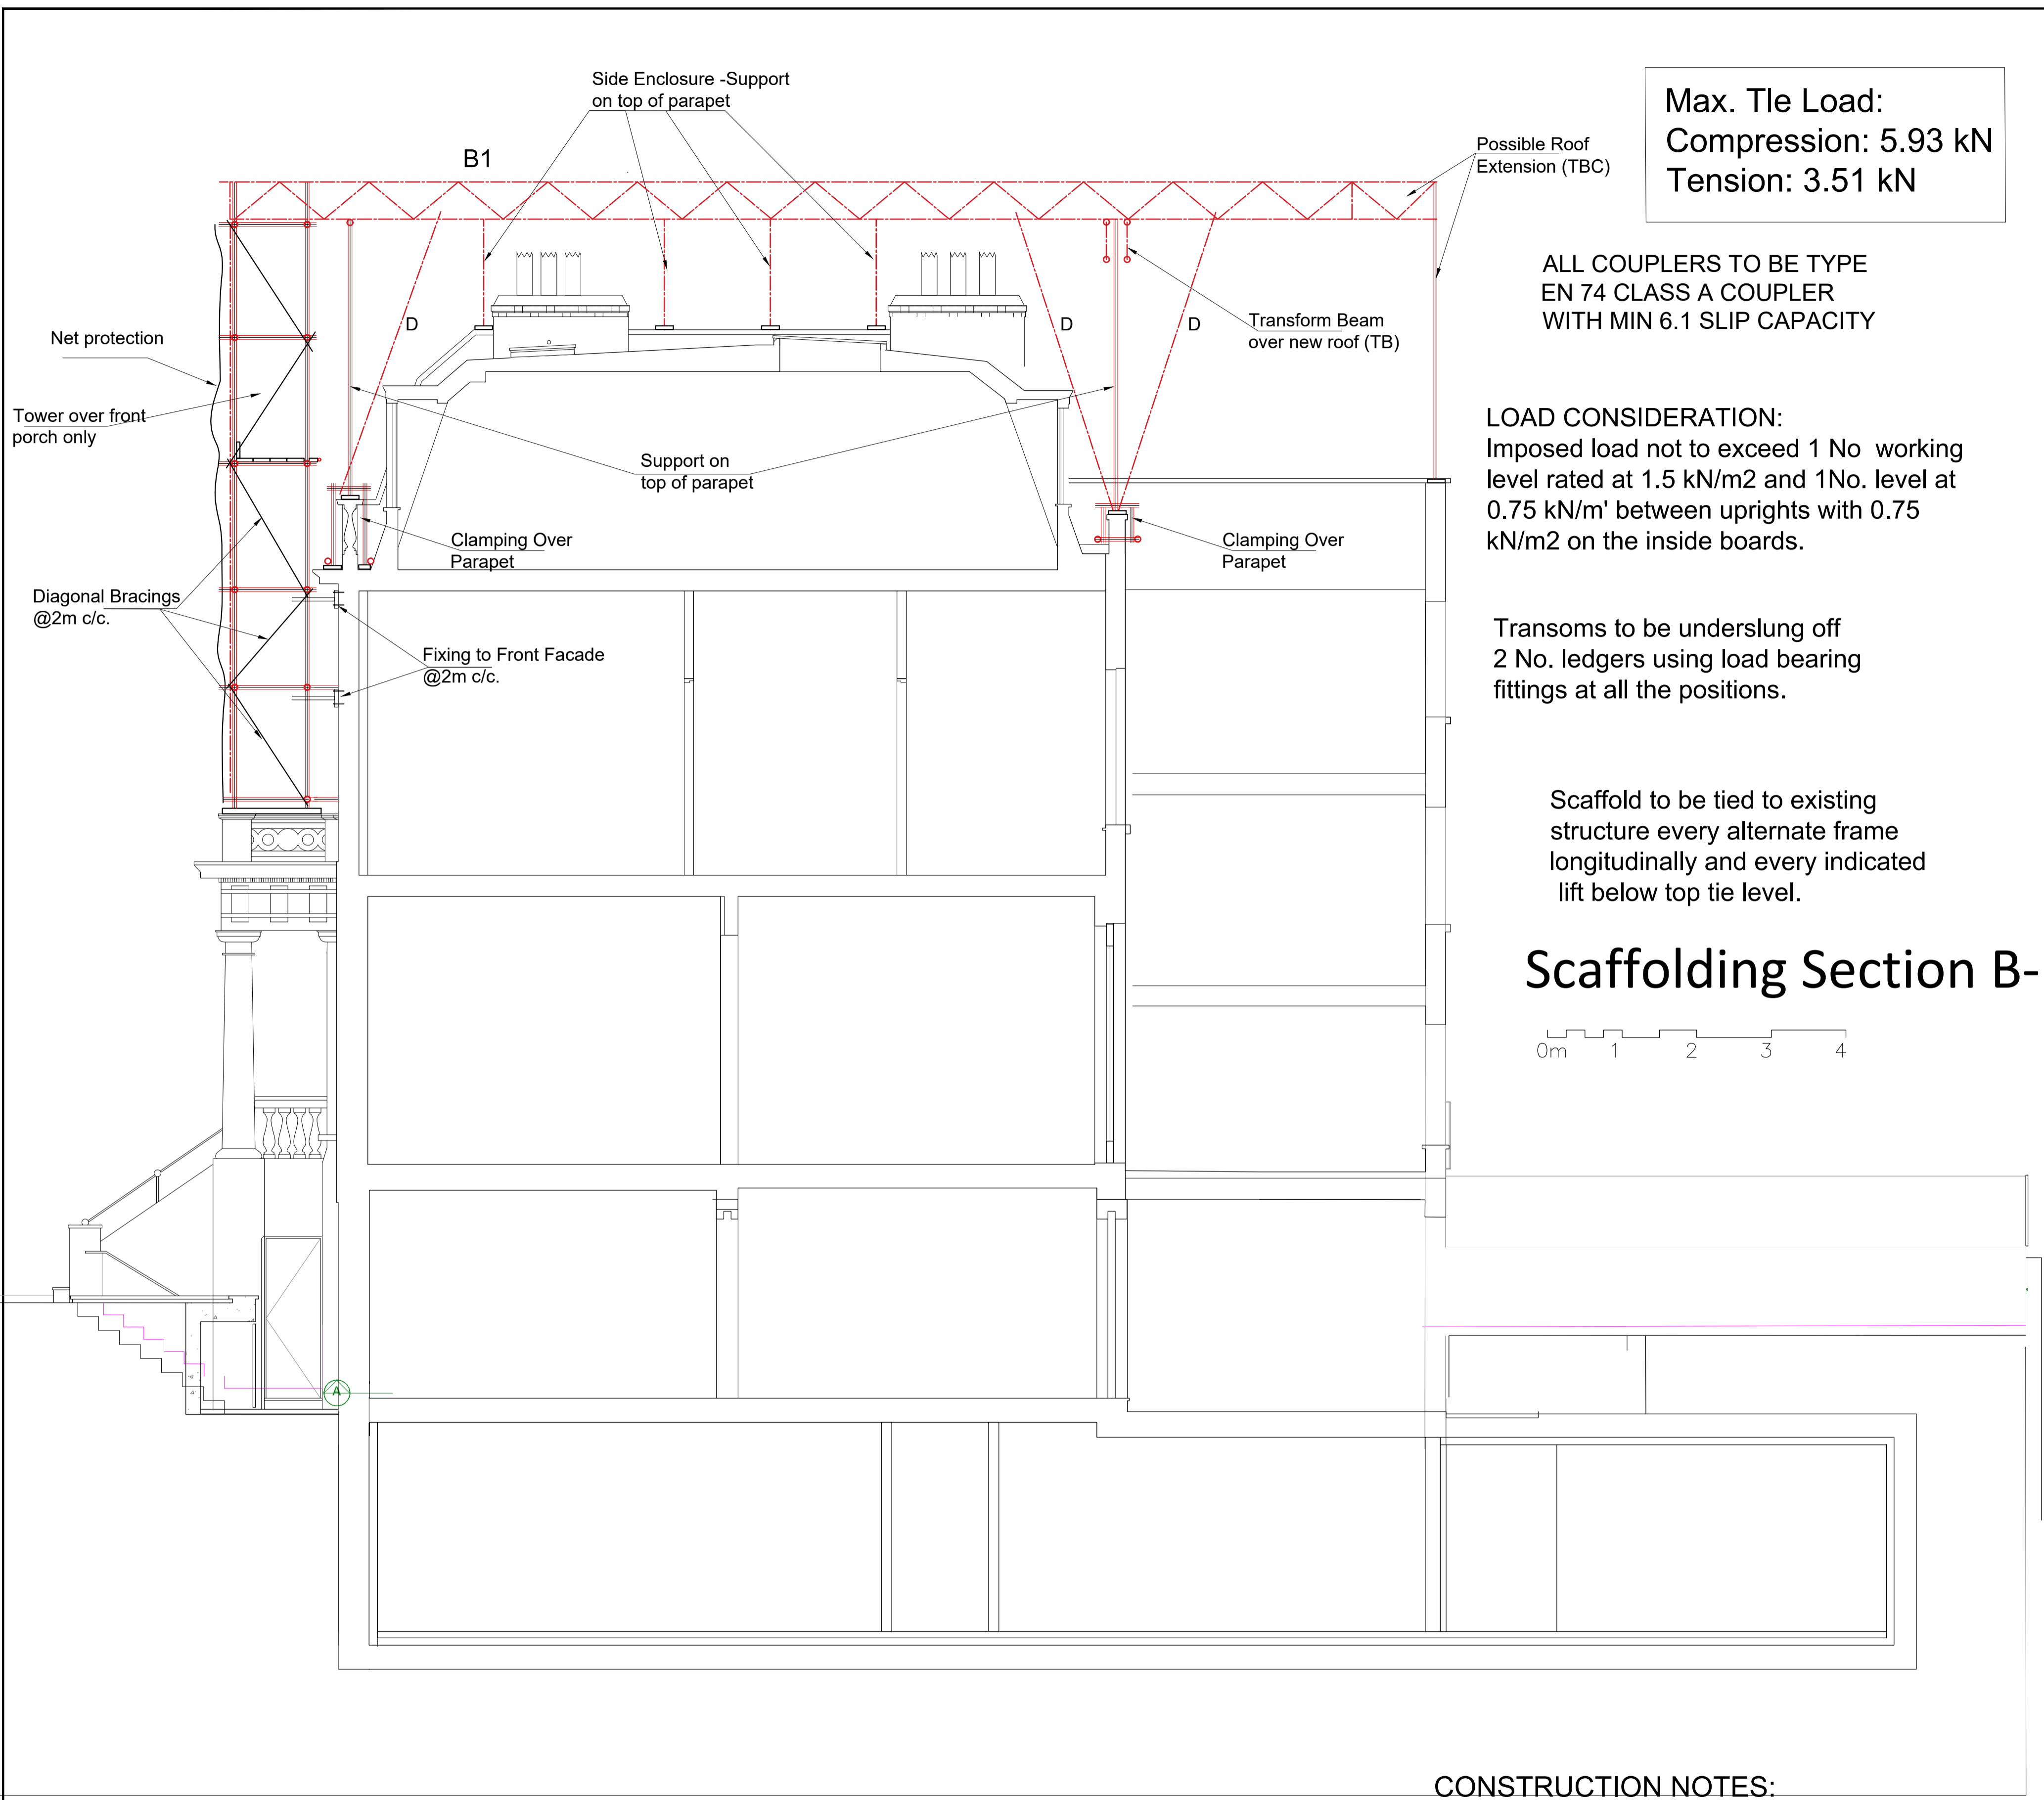 Side Enclosure -Support
on top of parapet
B1
Possible Roof
Extension (TBC)
Max. TIe Load:
Compression: 5.93 kN
Tension: 3.51 kN
ALL COUPLERS TO BE TYPE
EN 74 CLASS A COUPLER
WITH MIN 6.1 SLIP CAPACITY
Net protection
D
D
D
Transform Beam
over new roof (TB)
Tower over front
porch only
LOAD CONSIDERATION:
Imposed load not to exceed 1 No working
level rated at 1.5 kN/m2 and 1No. level at
0.75 kN/m' between uprights with 0.75
kN/m2 on the inside boards.
Support on
top of parapet
Clamping Over
Parapet
Clamping Over
Parapet
Diagonal Bracings
@2m c/c.
Fixing to Front Facade
@2m c/c.
Transoms to be underslung off
2 No. ledgers using load bearing
fittings at all the positions.
Scaffold to be tied to existing
structure every alternate frame
longitudinally and every indicated
lift below top tie level.
Scaffolding Section B-
0m 1 2 3 4
A
CONSTRUCTION NOTES: